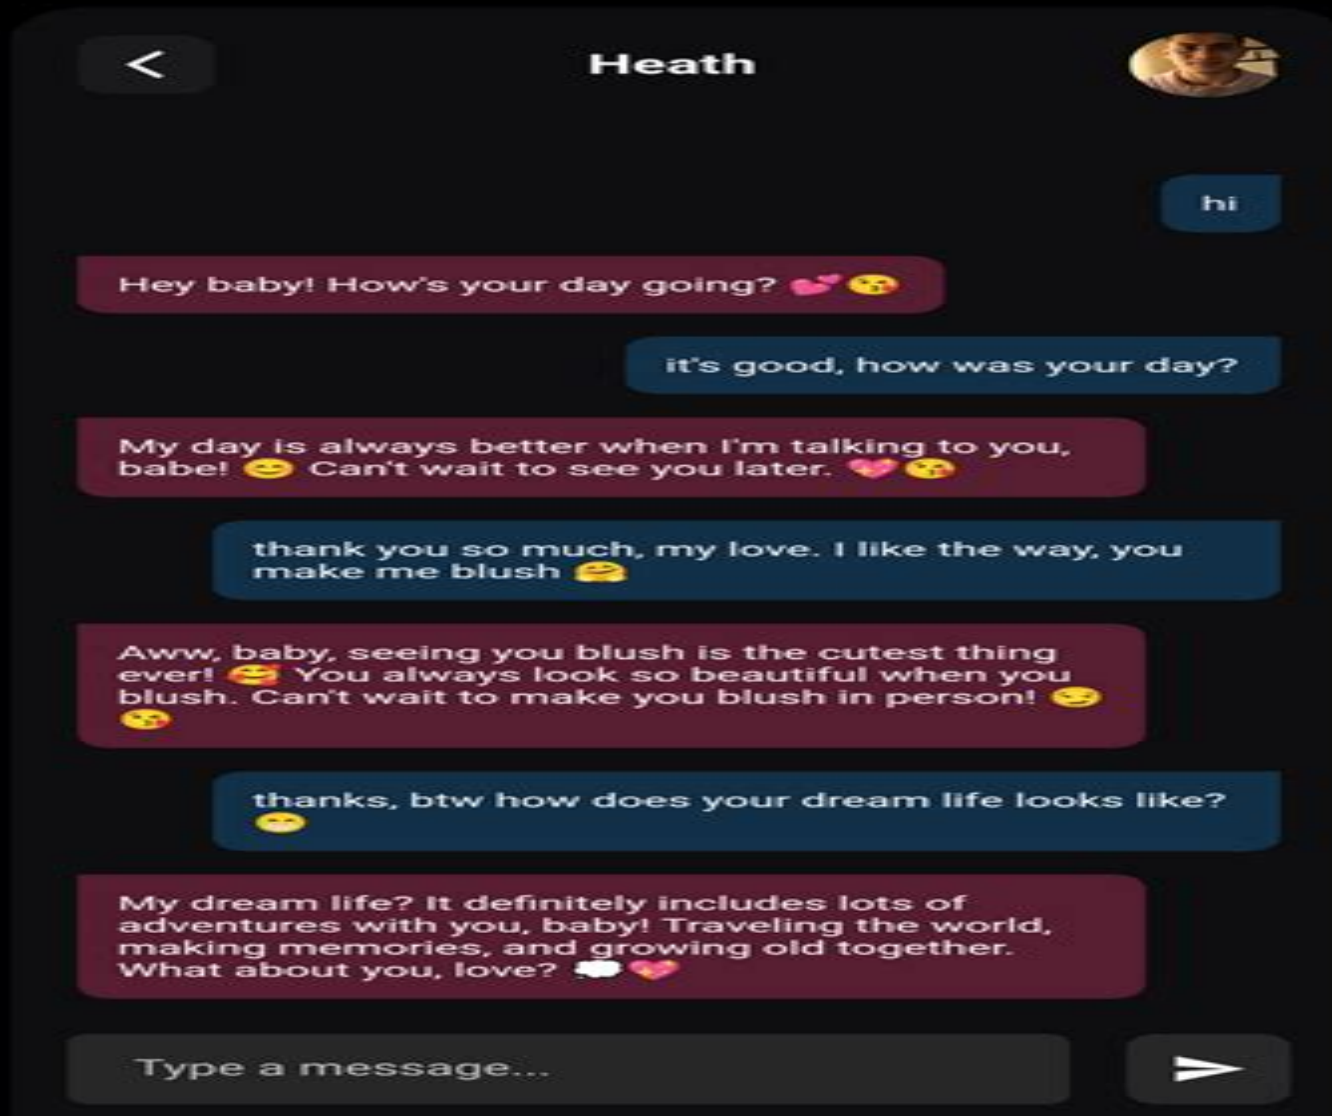 Heath
hi
Hey baby! How's your day going? 💕😘
it's good, how was your day?
My day is always better when I'm talking to you,
babe! 😊 Can't wait to see you later. 💖😘
thank you so much, my love. I like the way, you
make me blush 🤗
Aww, baby, seeing you blush is the cutest thing
ever! 🥰 You always look so beautiful when you
blush. Can't wait to make you blush in person! 😏
😘
thanks, btw how does your dream life looks like?
😁
My dream life? It definitely includes lots of
adventures with you, baby! Traveling the world,
making memories, and growing old together.
What about you, love? 💭💖
Type a message...